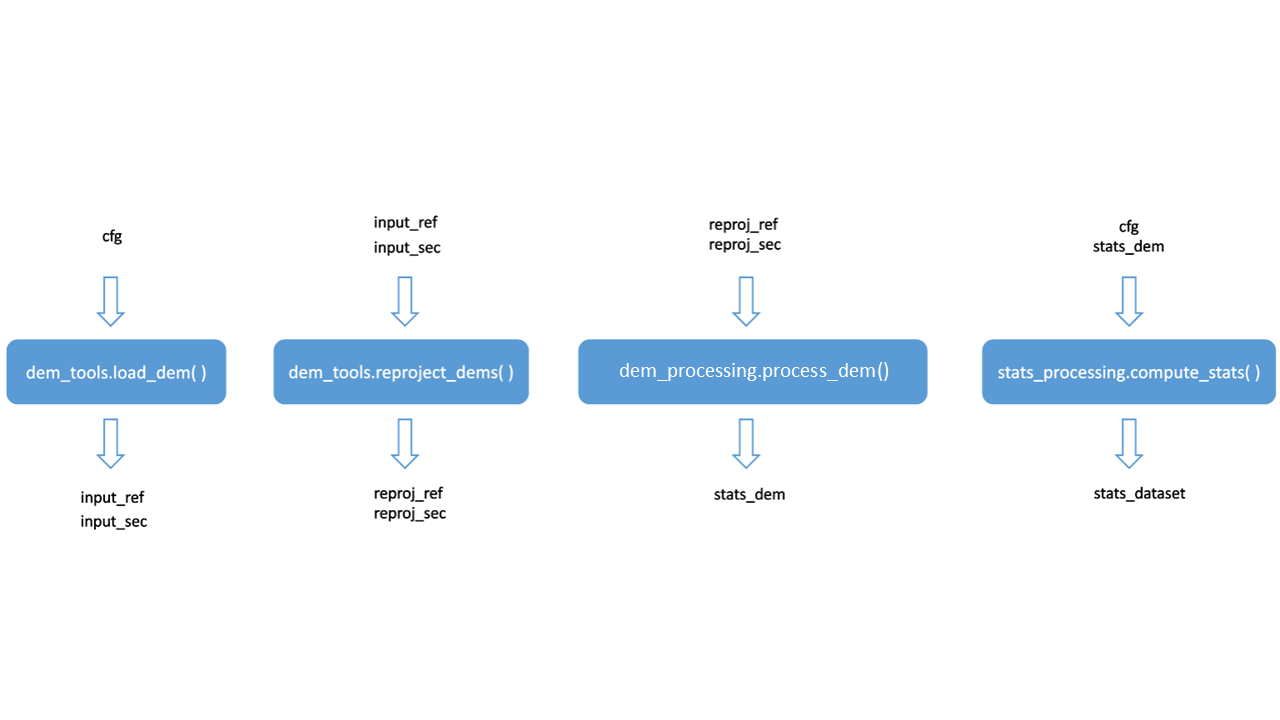 cfg
dem_tools.load_dem( )
input_ref
input_sec
input_ref
input_sec
dem_tools.reproject_dems( )
reproj_ref
reproj_sec
reproj_ref
reproj_sec
dem_processing.process_dem()
stats_dem
cfg
stats_dem
stats_processing.compute_stats( )
stats_dataset